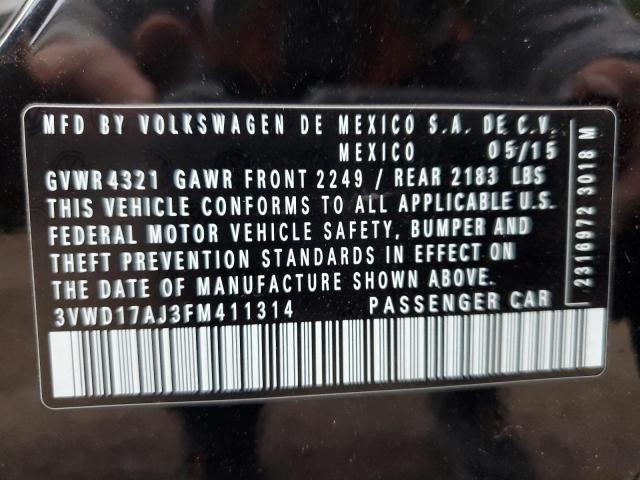 MFD BY VOLKSWAGEN DE MEXICO S.A. DE C.V.
MEXICO 05/15
GVWR 4321 GAWR FRONT 2249 / REAR 2183 LBS
THIS VEHICLE CONFORMS TO ALL APPLICABLE U.S.
FEDERAL MOTOR VEHICLE SAFETY, BUMPER AND
THEFT PREVENTION STANDARDS IN EFFECT ON
THE DATE OF MANUFACTURE SHOWN ABOVE.
3VWD17AJ3FM411314 PASSENGER CAR
2316972 3018 M